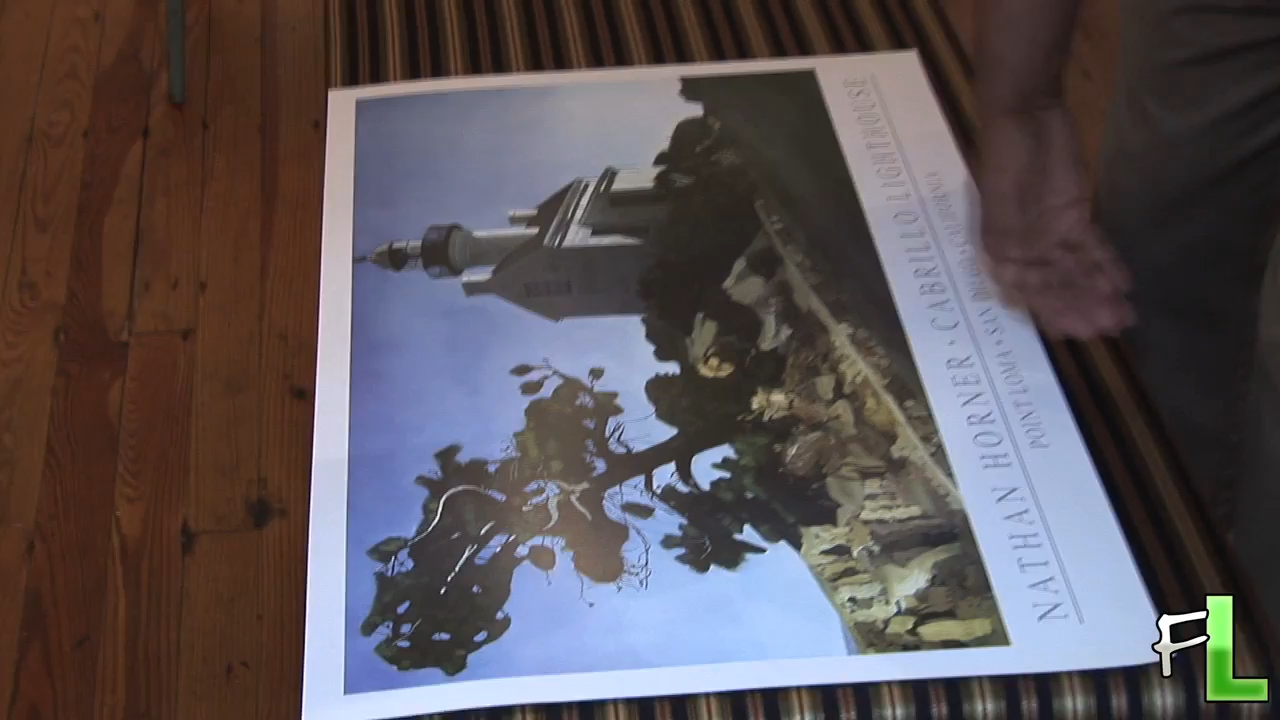 NATHAN HORNER · CABRILLO LIGHTHOUSE
POINT LOMA • SAN DIEGO • CALIFORNIA
FL